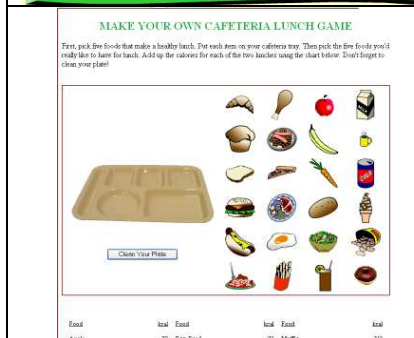 MAKE YOUR OWN CAFETERIA LUNCH GAME
First, pick five foods that make a healthy lunch. Put each item on your cafeteria tray. Then pick the five foods you'd
really like to have for lunch. Add up the calories for each of the two lunches using the chart below. Don't forget to
clean your plate!
MILK
COLA
Clean Your Plate
Food kcal Food kcal Food kcal